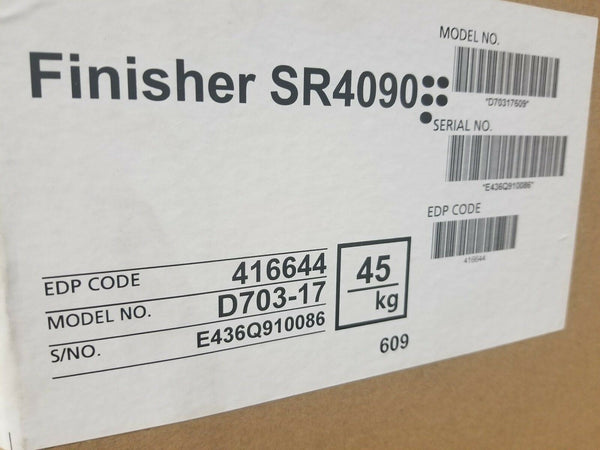 Finisher SR4090
MODEL NO.
*D70317609*
SERIAL NO.
*E436Q910086*
EDP CODE
416644
EDP CODE 416644
MODEL NO. D703-17
S/NO. E436Q910086
45
kg
609